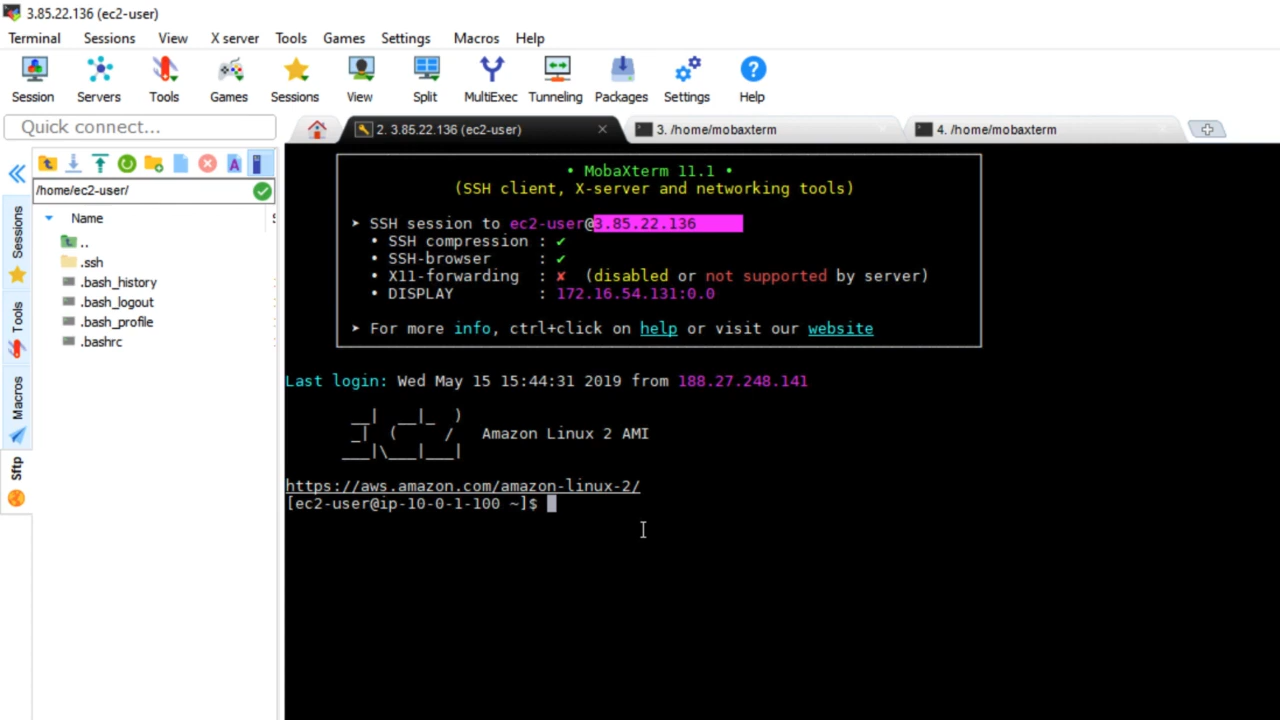 3.85.22.136 (ec2-user)
Terminal Sessions View X server Tools Games Settings Macros Help
Session Servers Tools Games Sessions View Split MultiExec Tunneling Packages Settings Help
Quick connect...
2. 3.85.22.136 (ec2-user)
3. /home/mobaxterm
4. /home/mobaxterm
/home/ec2-user/
Name
..
.ssh
.bash_history
.bash_logout
.bash_profile
.bashrc
Sessions
Tools
Macros
Sftp
• MobaXterm 11.1 •
(SSH client, X-server and networking tools)
➤ SSH session to ec2-user@3.85.22.136
• SSH compression : ✔
• SSH-browser : ✔
• X11-forwarding : ✘ (disabled or not supported by server)
• DISPLAY : 172.16.54.131:0.0
➤ For more info, ctrl+click on help or visit our website
Last login: Wed May 15 15:44:31 2019 from 188.27.248.141
__| __|_ )
_| ( / Amazon Linux 2 AMI
___|\___|___|
https://aws.amazon.com/amazon-linux-2/
[ec2-user@ip-10-0-1-100 ~]$